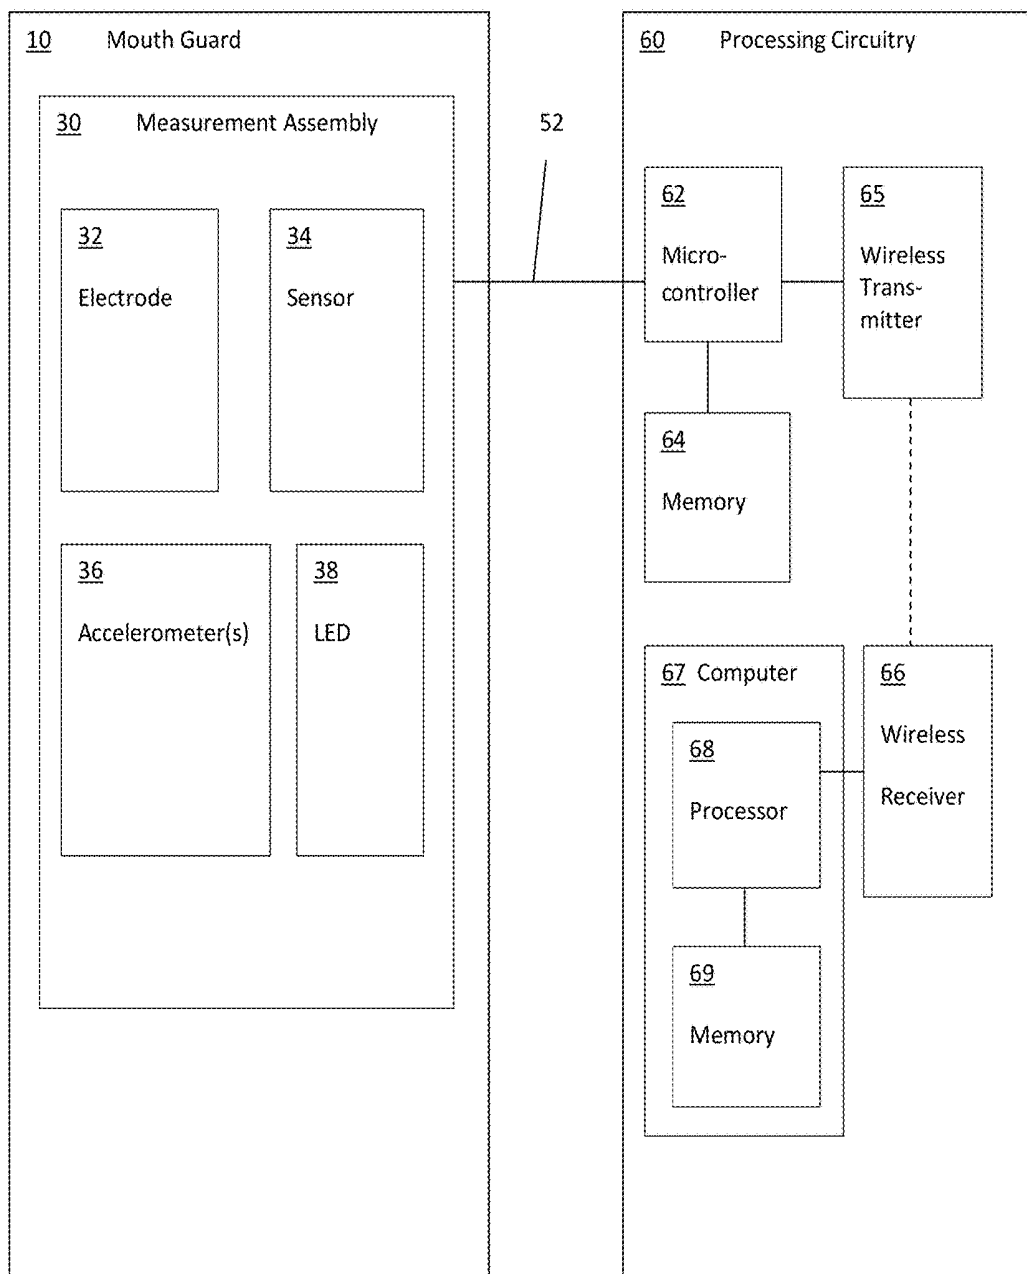 10 Mouth Guard
30 Measurement Assembly
32
Electrode
34
Sensor
36
Accelerometer(s)
38
LED
52
60 Processing Circuitry
62
Micro-
controller
65
Wireless
Trans-
mitter
64
Memory
67 Computer
68
Processor
69
Memory
66
Wireless
Receiver